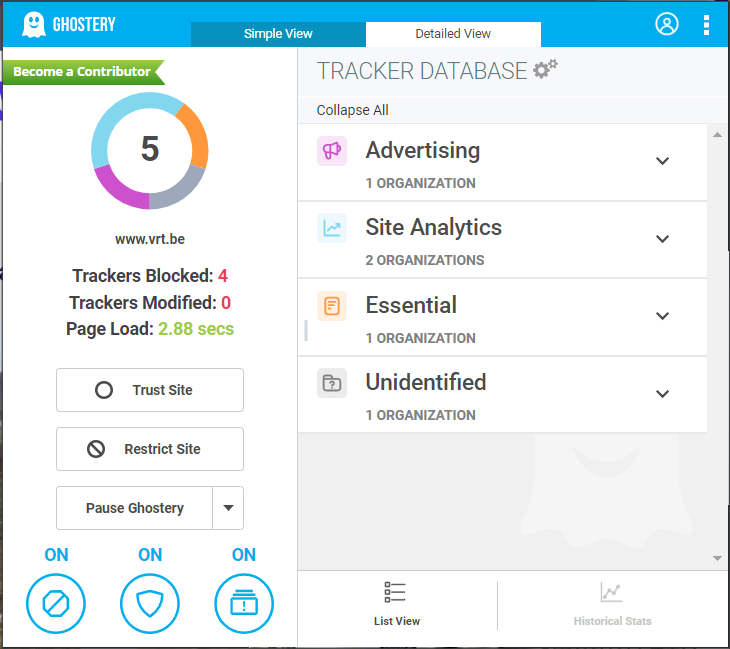 GHOSTERY
Simple View
Detailed View
Become a Contributor
5
www.vrt.be
Trackers Blocked: 4
Trackers Modified: 0
Page Load: 2.88 secs
Trust Site
Restrict Site
Pause Ghostery
ON ON ON
TRACKER DATABASE
Collapse All
Advertising
1 ORGANIZATION
Site Analytics
2 ORGANIZATIONS
Essential
1 ORGANIZATION
Unidentified
1 ORGANIZATION
List View
Historical Stats